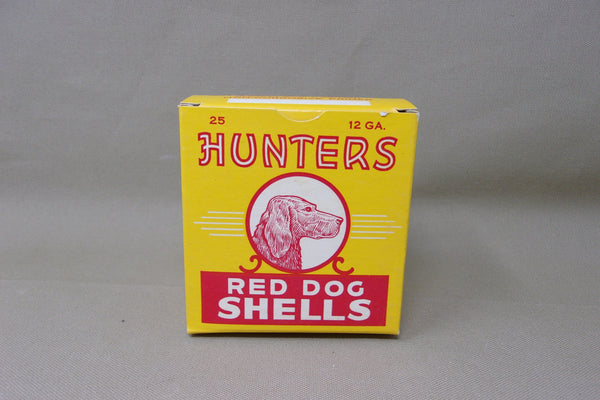 25 12 GA.
HUNTERS
RED DOG
SHELLS